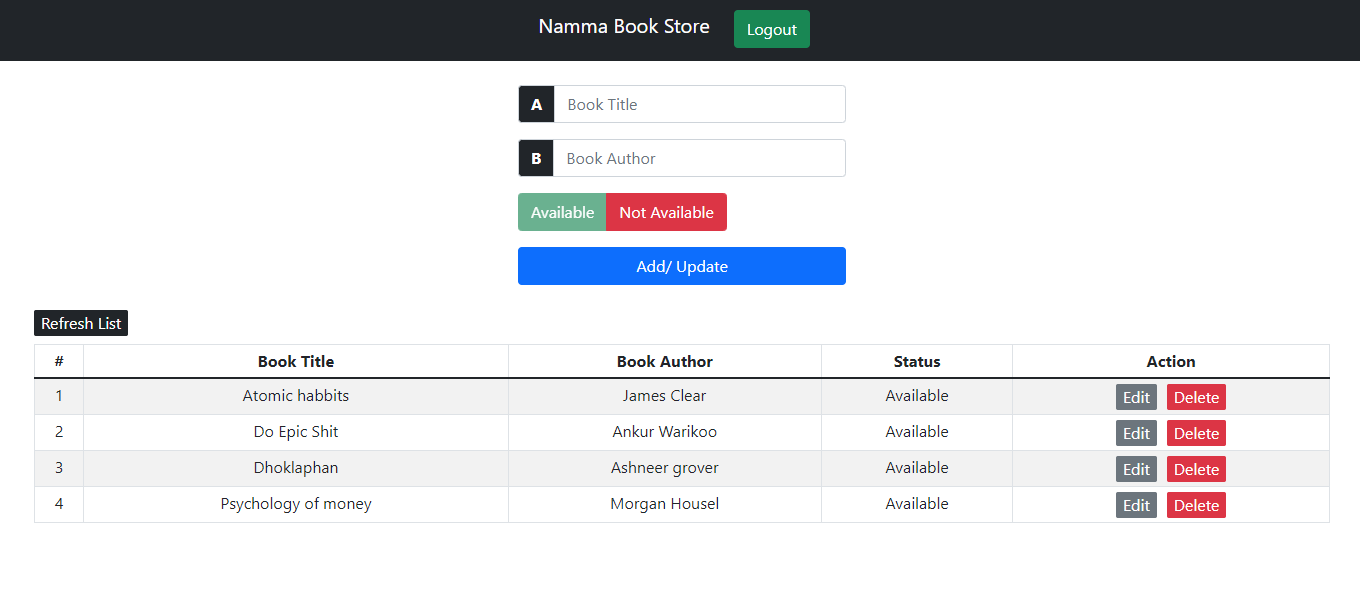 Namma Book Store Logout
A Book Title
B Book Author
Available Not Available
Add/ Update
Refresh List
# Book Title Book Author Status Action
1 Atomic habbits James Clear Available Edit Delete
2 Do Epic Shit Ankur Warikoo Available Edit Delete
3 Dhoklaphan Ashneer grover Available Edit Delete
4 Psychology of money Morgan Housel Available Edit Delete